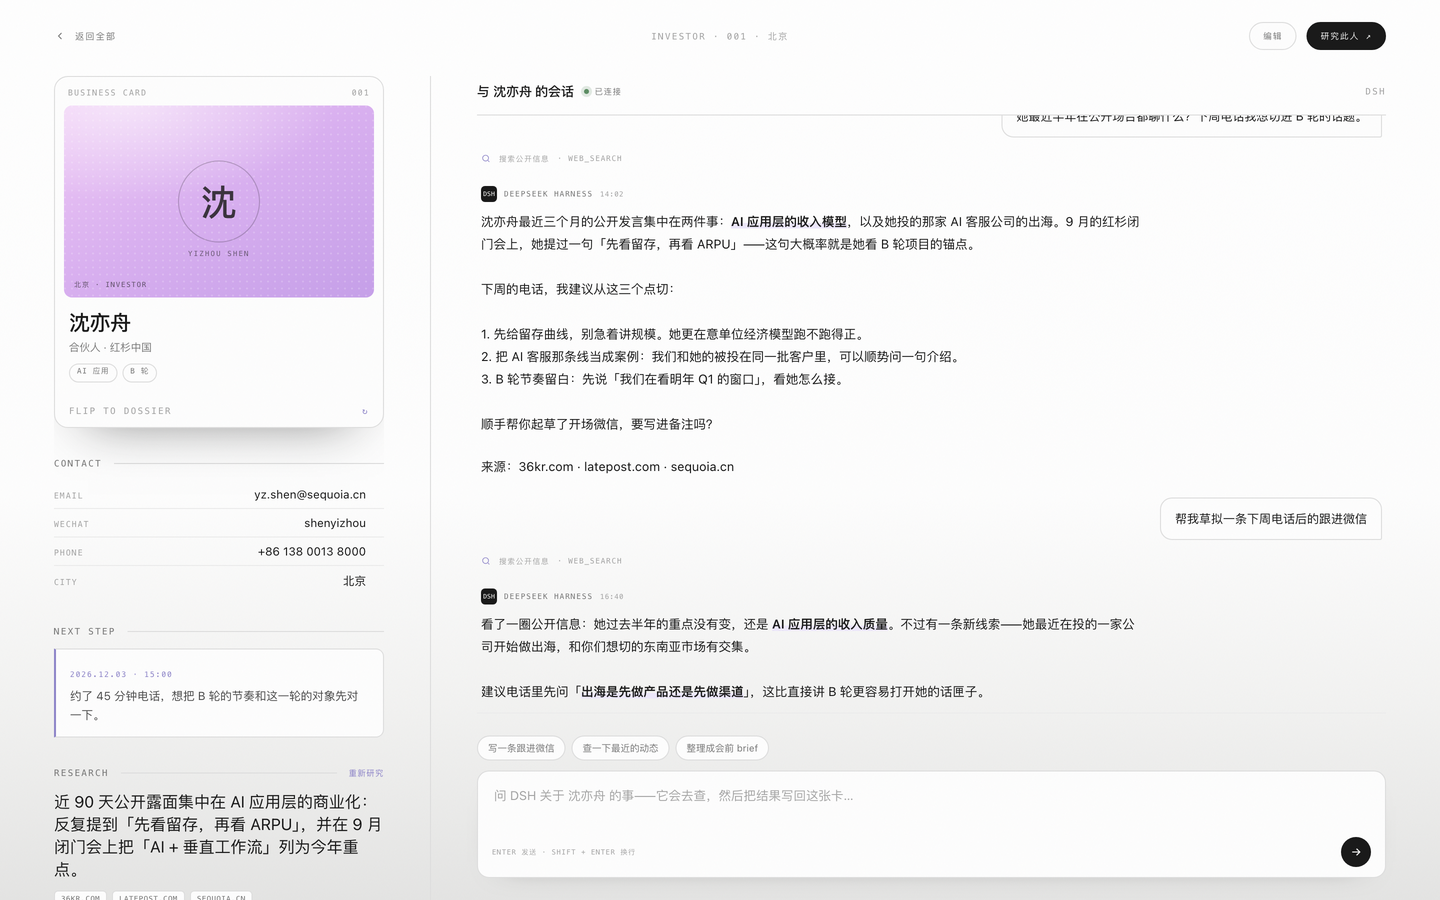 返回全部
INVESTOR · 001 · 北京
编辑
研究此人 ↗
BUSINESS CARD
001
沈
YIZHOU SHEN
北京 · INVESTOR
沈亦舟
合伙人 · 红杉中国
AI 应用
B 轮
FLIP TO DOSSIER
↻
CONTACT
EMAIL
yz.shen@sequoia.cn
WECHAT
shenyizhou
PHONE
+86 138 0013 8000
CITY
北京
NEXT STEP
2026.12.03 · 15:00
约了 45 分钟电话，想把 B 轮的节奏和这一轮的对象先对
一下。
RESEARCH
重新研究
近 90 天公开露面集中在 AI 应用层的商业化：
反复提到「先看留存，再看 ARPU」，并在 9 月
闭门会上把「AI + 垂直工作流」列为今年重
点。
36KR.COM
LATEPOST.COM
SEQUOIA.CN
与 沈亦舟 的会话
已连接
DSH
她最近半年在公开场合都聊什么？下周电话我想切进 B 轮的话题。
搜索公开信息 · WEB_SEARCH
DSH
DEEPSEEK HARNESS 14:02
沈亦舟最近三个月的公开发言集中在两件事：AI 应用层的收入模型，以及她投的那家 AI 客服公司的出海。9 月的红杉闭
门会上，她提过一句「先看留存，再看 ARPU」——这句大概率就是她看 B 轮项目的锚点。
下周的电话，我建议从这三个点切：
1. 先给留存曲线，别急着讲规模。她更在意单位经济模型跑不跑得正。
2. 把 AI 客服那条线当成案例：我们和她的被投在同一批客户里，可以顺势问一句介绍。
3. B 轮节奏留白：先说「我们在看明年 Q1 的窗口」，看她怎么接。
顺手帮你起草了开场微信，要写进备注吗？
来源：36kr.com · latepost.com · sequoia.cn
帮我草拟一条下周电话后的跟进微信
搜索公开信息 · WEB_SEARCH
DSH
DEEPSEEK HARNESS 16:40
看了一圈公开信息：她过去半年的重点没有变，还是 AI 应用层的收入质量。不过有一条新线索——她最近在投的一家公
司开始做出海，和你们想切的东南亚市场有交集。
建议电话里先问「出海是先做产品还是先做渠道」，这比直接讲 B 轮更容易打开她的话匣子。
写一条跟进微信
查一下最近的动态
整理成会前 brief
问 DSH 关于 沈亦舟 的事——它会去查，然后把结果写回这张卡...
ENTER 发送 · SHIFT + ENTER 换行